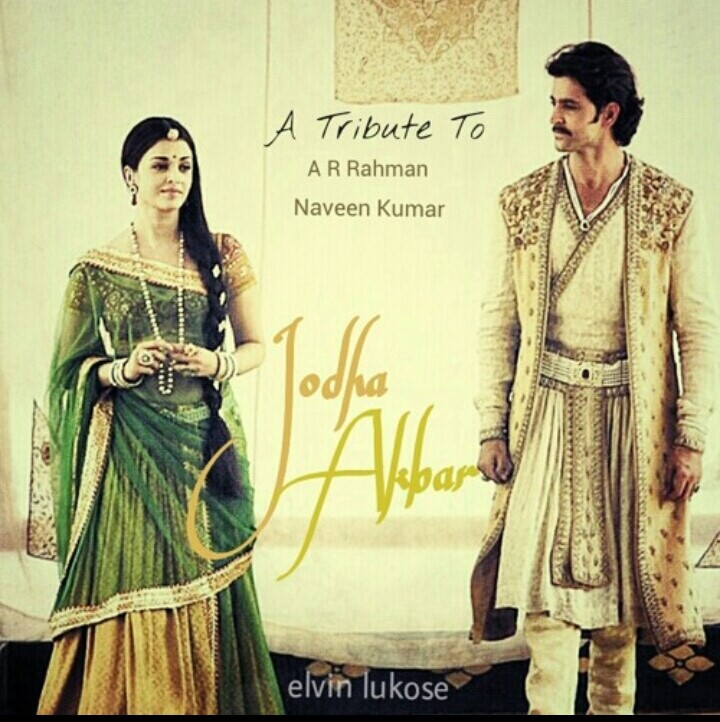 A Tribute To
A R Rahman
Naveen Kumar
Jodha
Akbar
elvin lukose